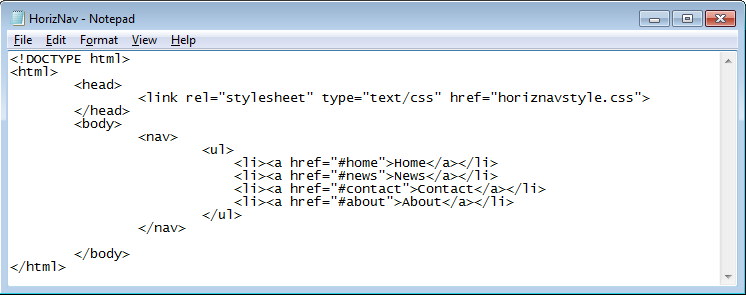 HorizNav - Notepad
File Edit Format View Help
<!DOCTYPE html>
<html>
<head>
<link rel="stylesheet" type="text/css" href="horiznavstyle.css">
</head>
<body>
<nav>
<ul>
<li><a href="#home">Home</a></li>
<li><a href="#news">News</a></li>
<li><a href="#contact">Contact</a></li>
<li><a href="#about">About</a></li>
</ul>
</nav>
</body>
</html>